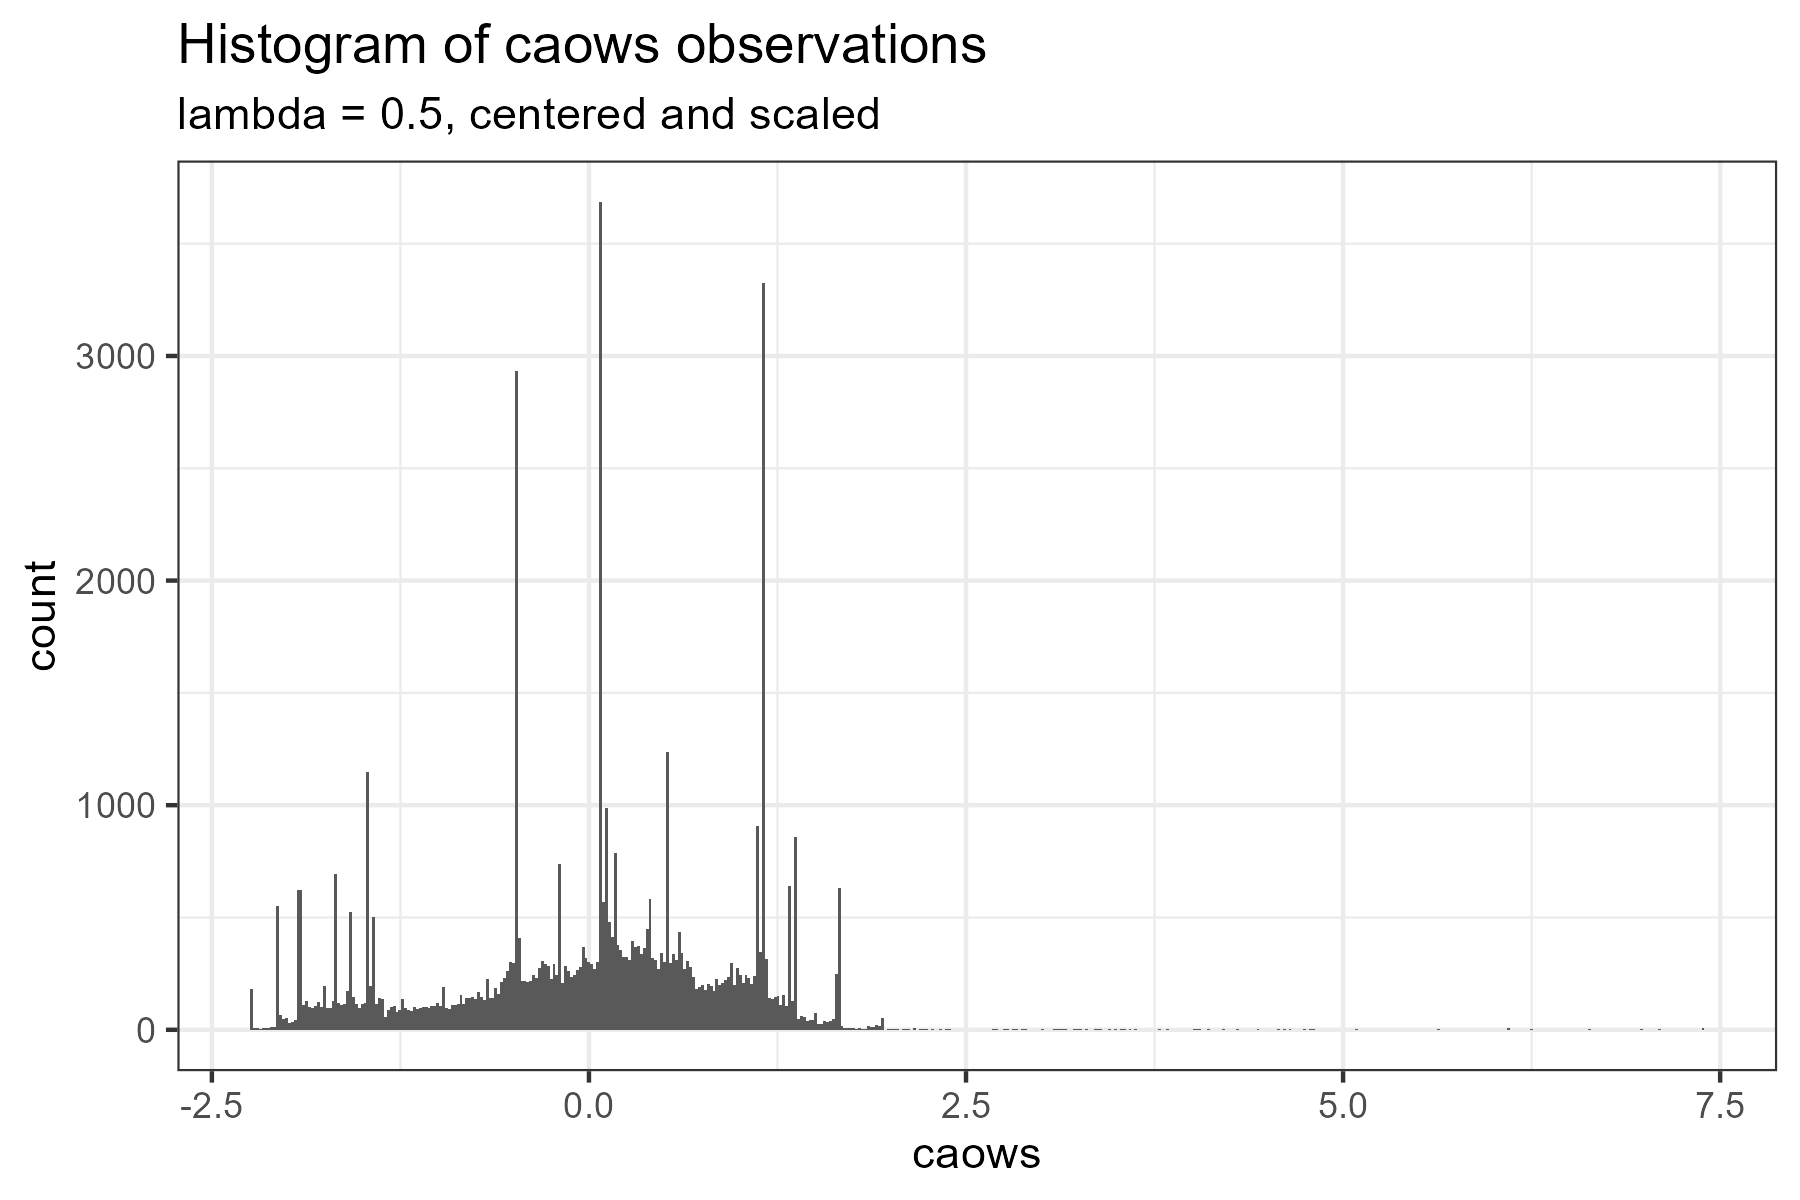 Histogram of caows observations
lambda = 0.5, centered and scaled
count
3000
2000
1000
0
-2.5 0.0 2.5 5.0 7.5
caows